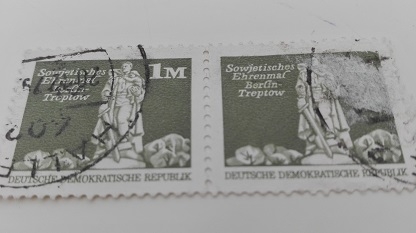 Sowjetisches
Ehrenmal
Berlin-
Treptow
1M
DEUTSCHE DEMOKRATISCHE REPUBLIK
Sowjetisches
Ehrenmal
Berlin-
Treptow
DEUTSCHE DEMOKRATISCHE REPUBLIK